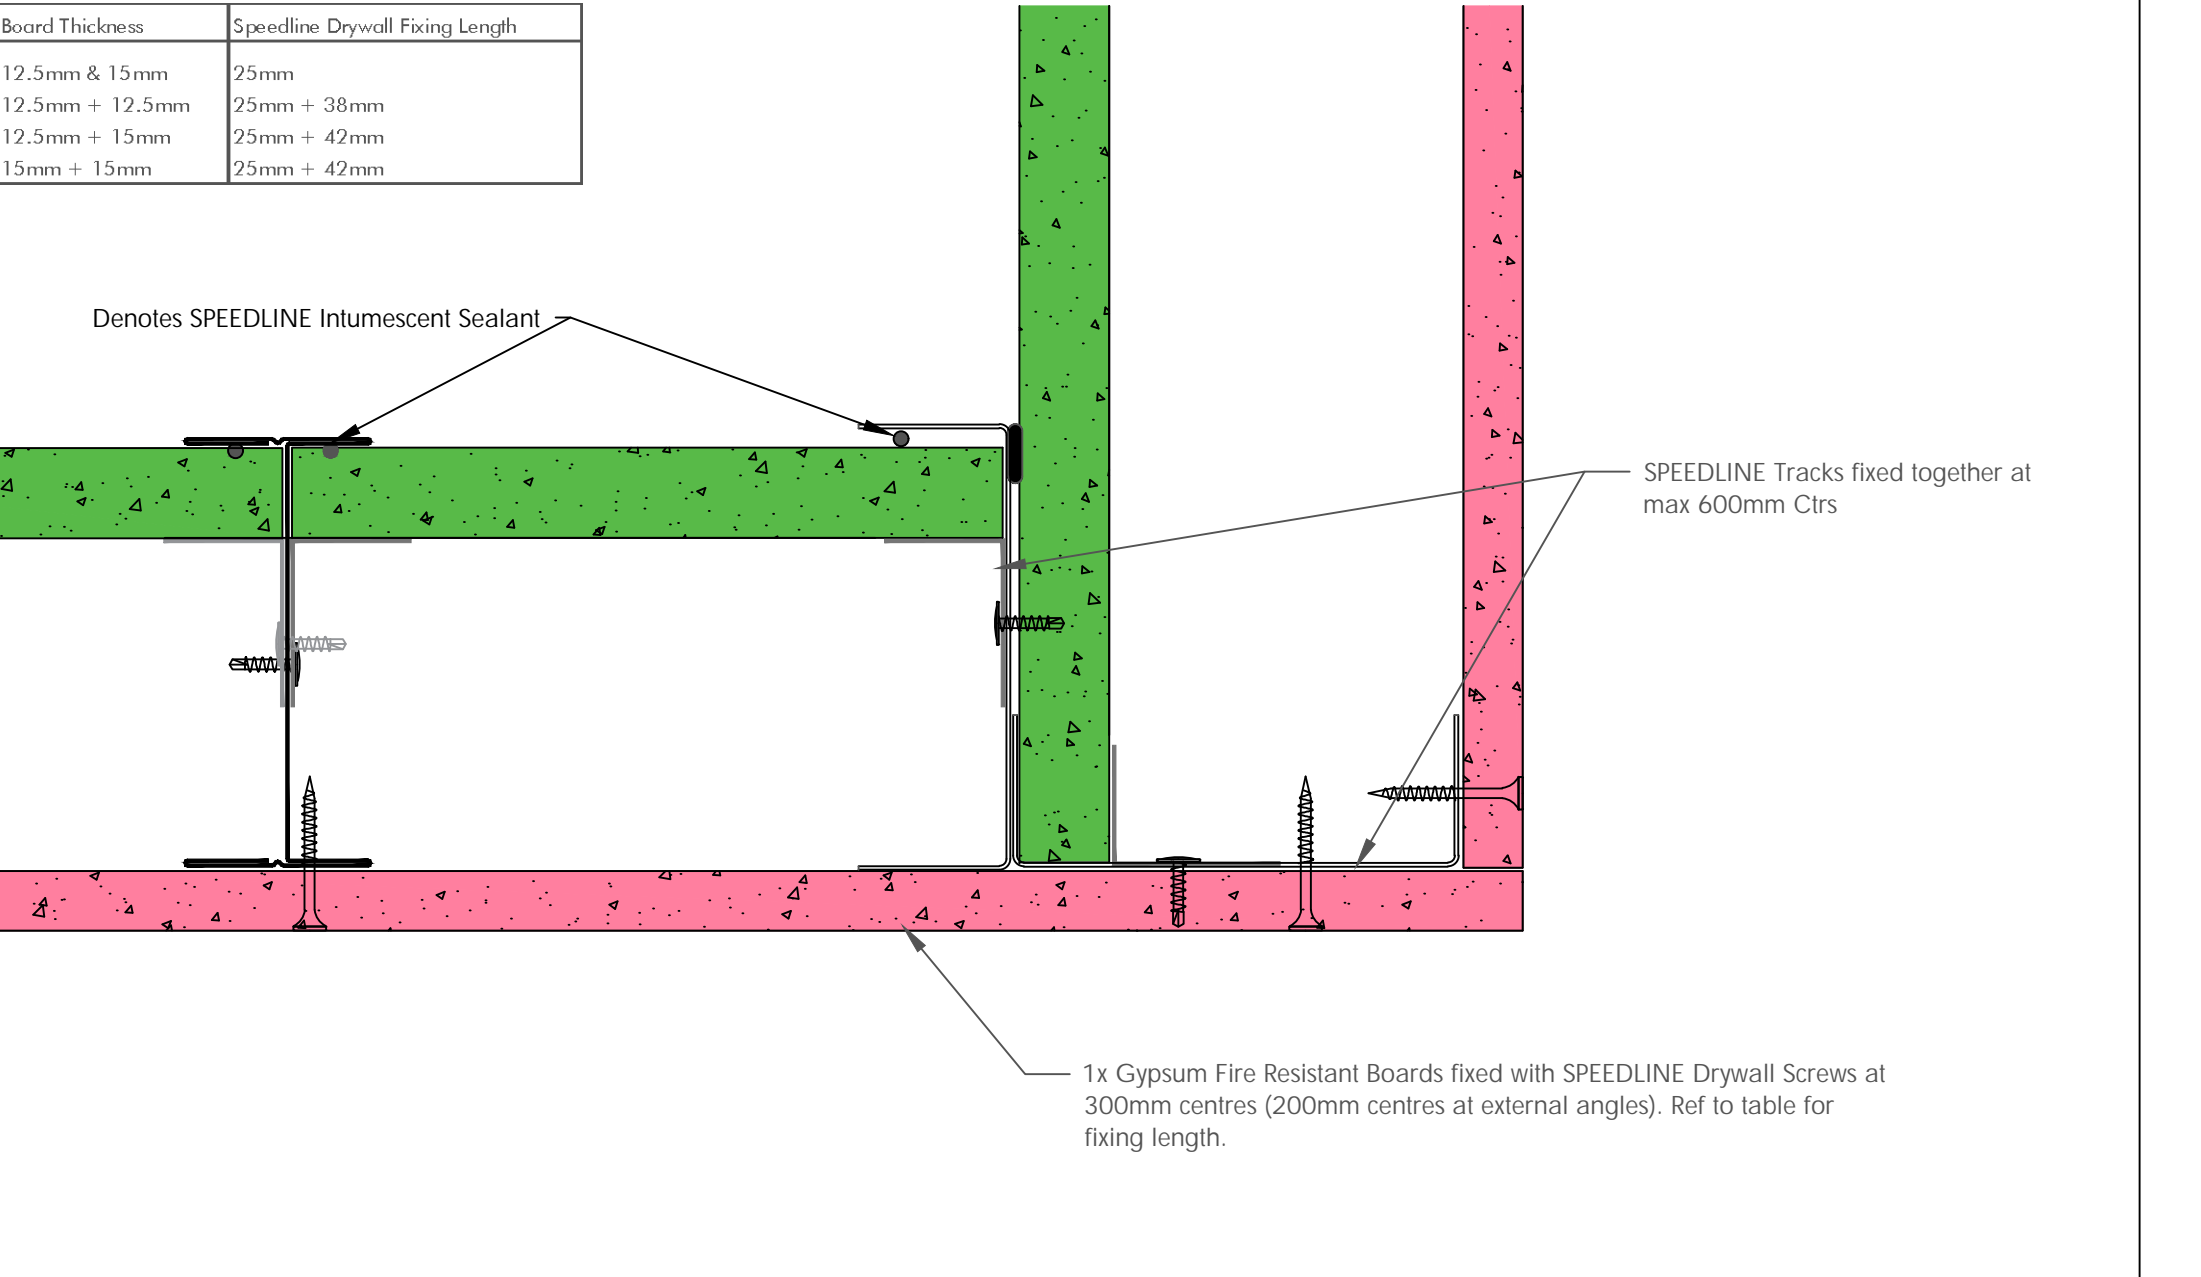 Board Thickness Speedline Drywall Fixing Length
12.5mm & 15mm 25mm
12.5mm + 12.5mm 25mm + 38mm
12.5mm + 15mm 25mm + 42mm
15mm + 15mm 25mm + 42mm
Denotes SPEEDLINE Intumescent Sealant
SPEEDLINE Tracks fixed together at
max 600mm Ctrs
1x Gypsum Fire Resistant Boards fixed with SPEEDLINE Drywall Screws at
300mm centres (200mm centres at external angles). Ref to table for
fixing length.